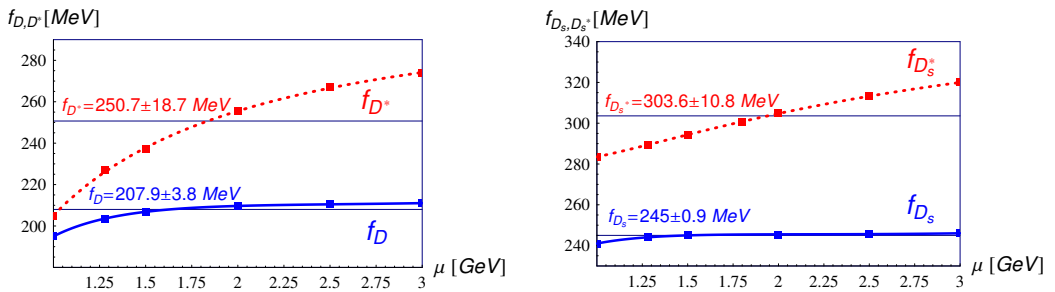 f_{D,D*}[MeV]
280
f_{D*}=250.7±18.7 MeV
f_{D*}
260
240
220
f_D=207.9±3.8 MeV
200
f_D
1.25 1.5 1.75 2 2.25 2.5 2.75 3
μ [GeV]
f_{D_s,D_s*}[MeV]
340
f_{D_s^*}
320
f_{D_s*}=303.6±10.8 MeV
300
280
260
f_{D_s}=245±0.9 MeV
f_{D_s}
240
1.25 1.5 1.75 2 2.25 2.5 2.75 3
μ [GeV]